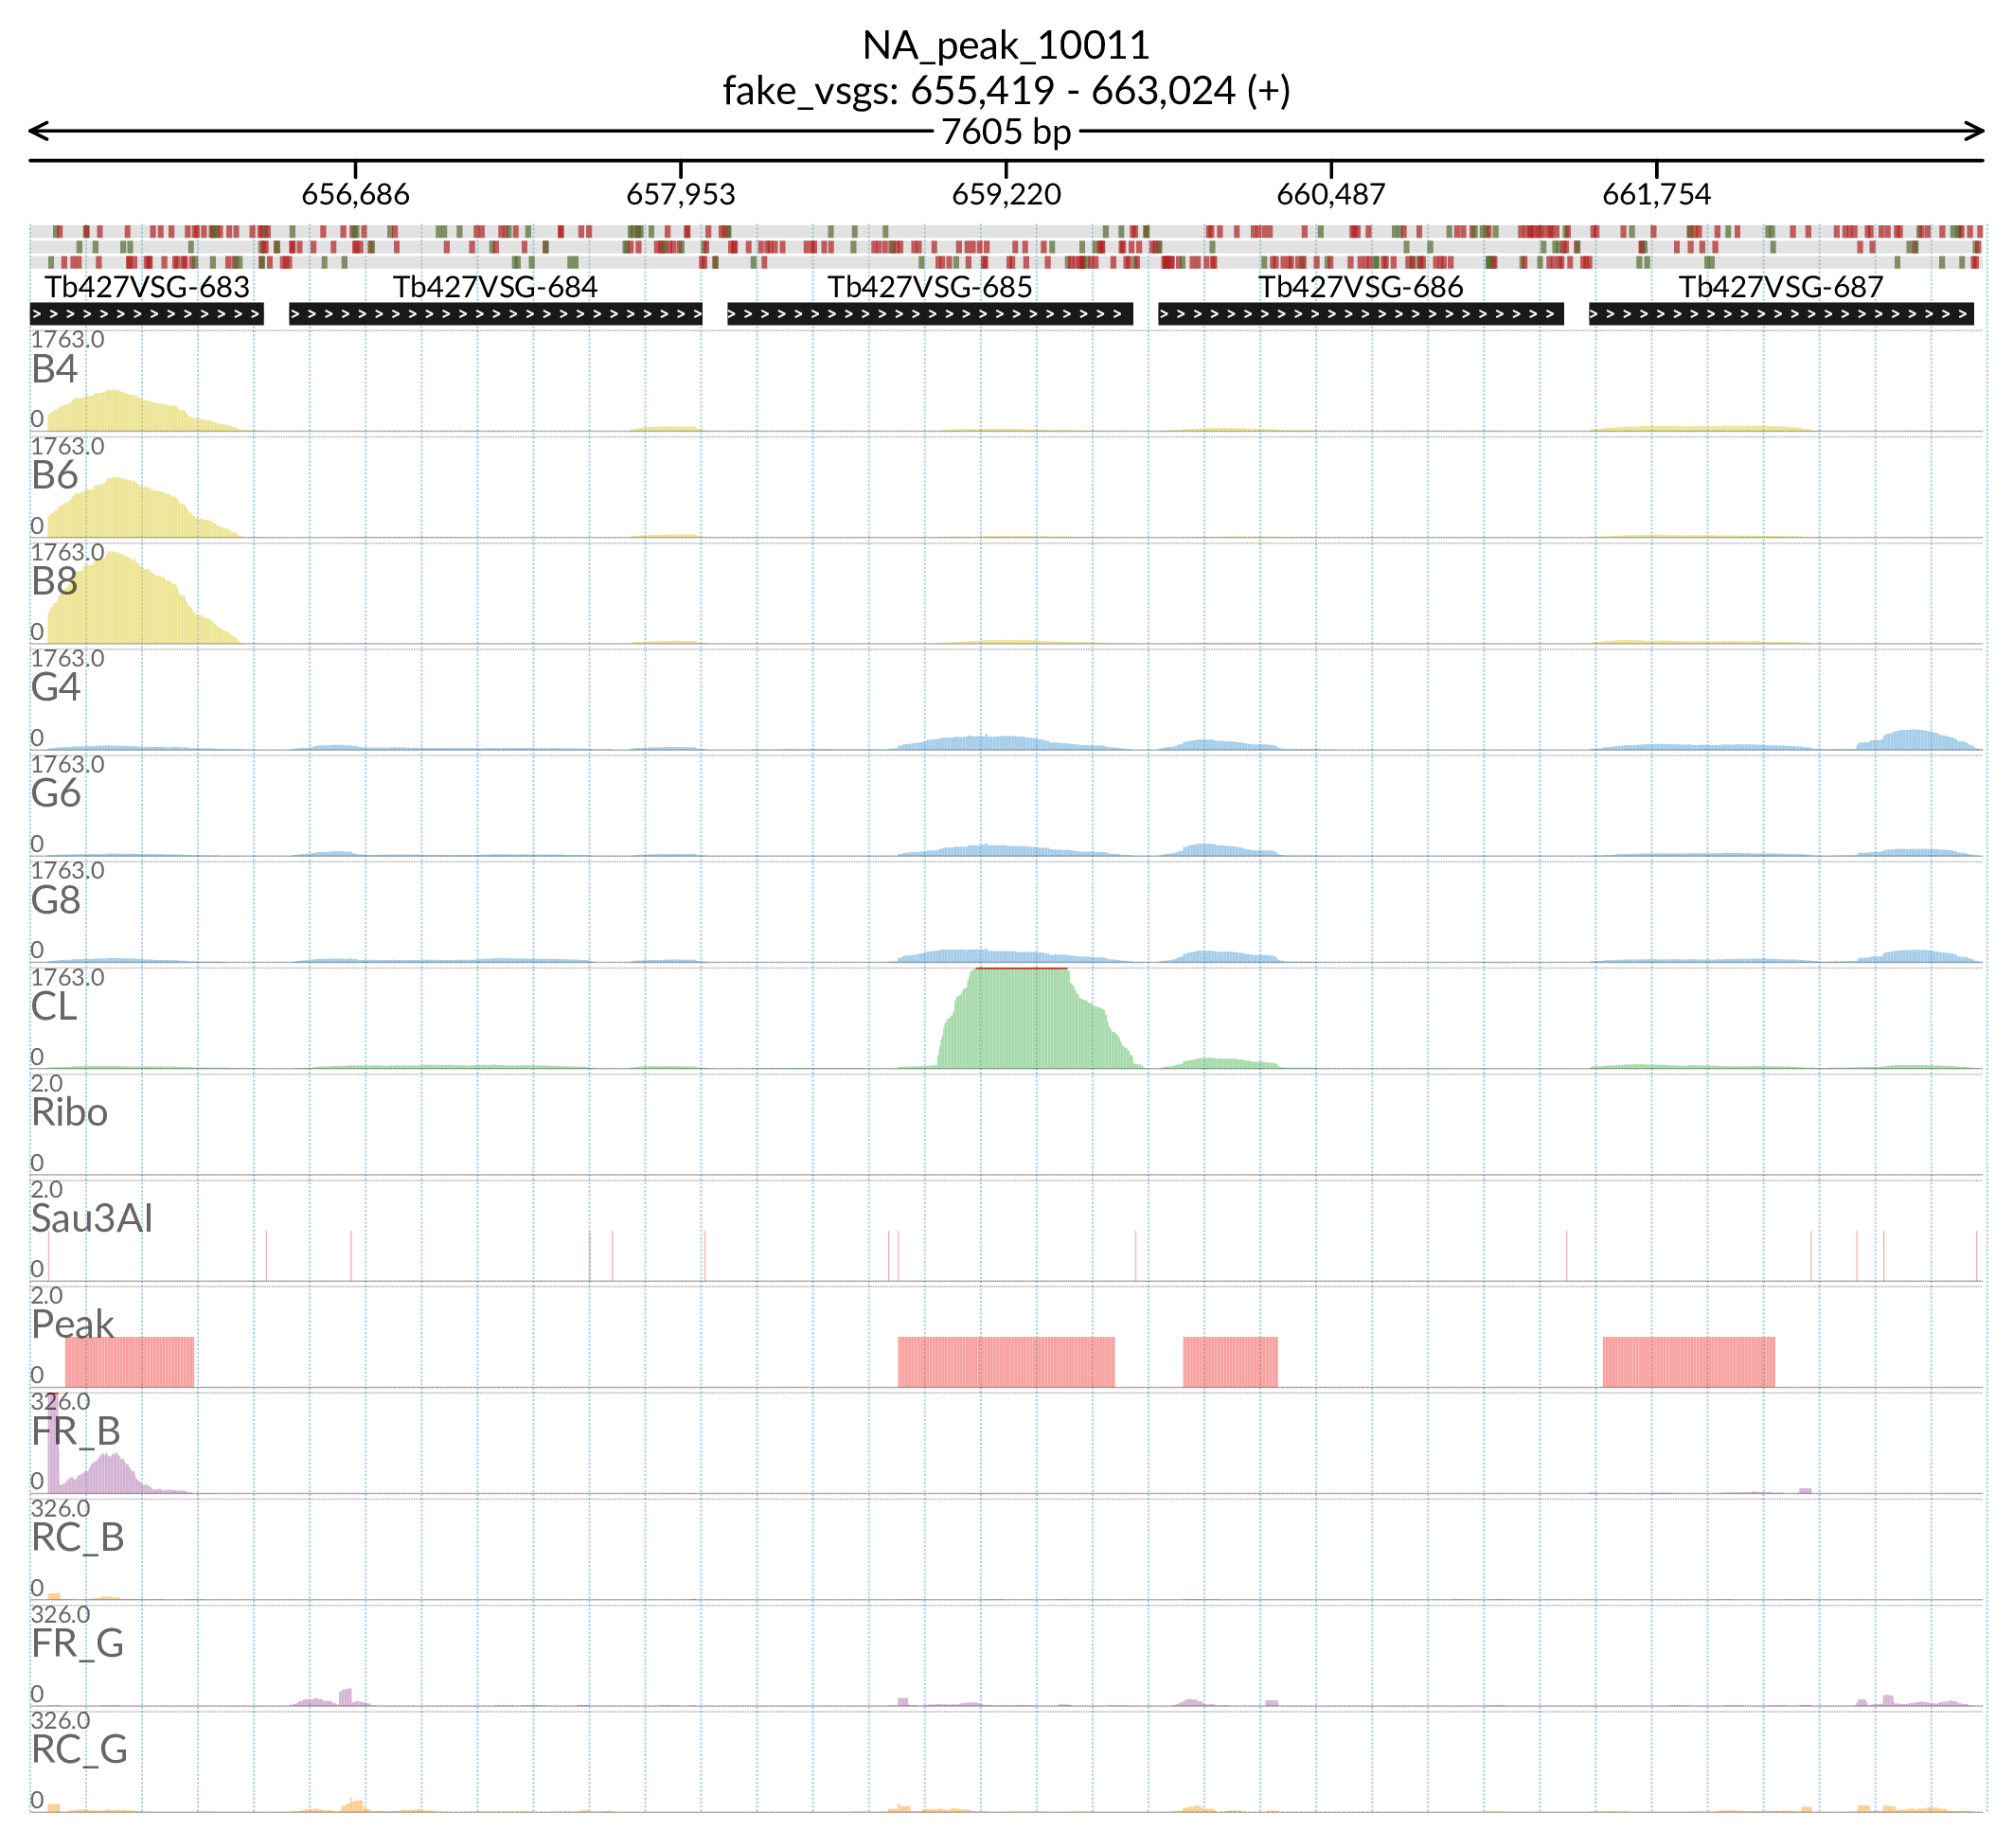 NA_peak_10011
fake_vsgs: 655,419 - 663,024 (+)
7605 bp
656,686 657,953 659,220 660,487 661,754
Tb427VSG-683 Tb427VSG-684 Tb427VSG-685 Tb427VSG-686 Tb427VSG-687
1763.0
B4
0
1763.0
B6
0
1763.0
B8
0
1763.0
G4
0
1763.0
G6
0
1763.0
G8
0
1763.0
CL
0
2.0
Ribo
0
2.0
Sau3AI
0
2.0
Peak
0
326.0
FR_B
0
326.0
RC_B
0
326.0
FR_G
0
326.0
RC_G
0